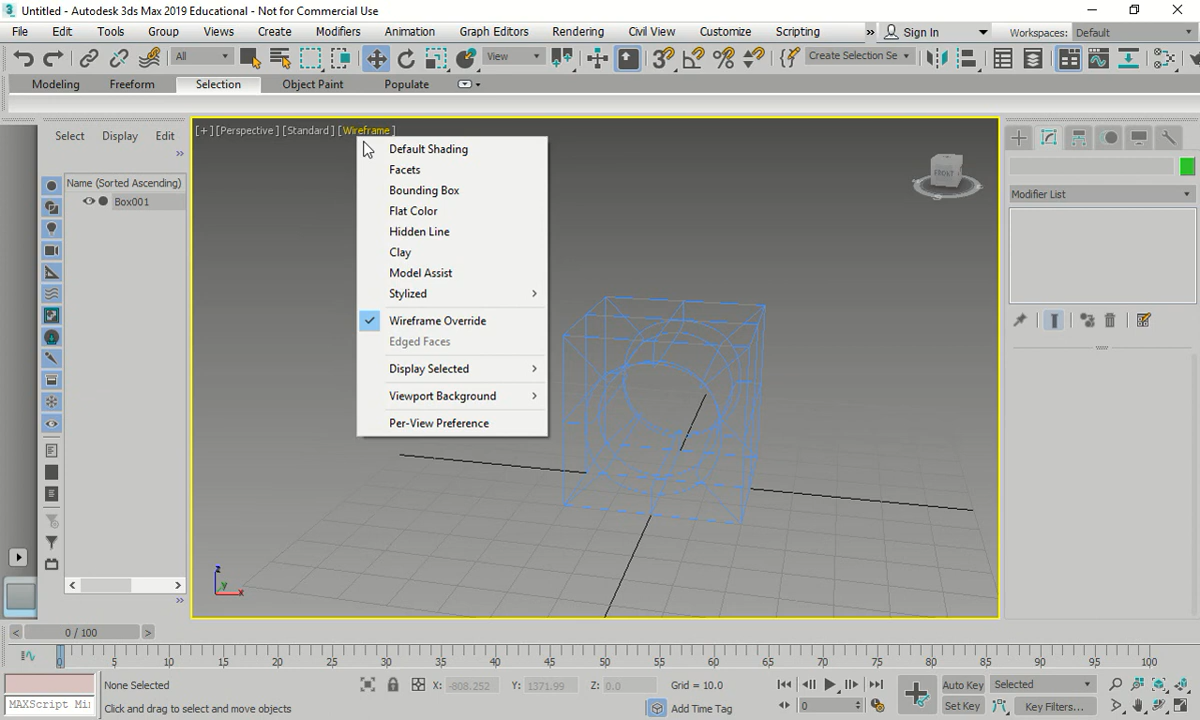 3 Untitled - Autodesk 3ds Max 2019 Educational - Not for Commercial Use
File Edit Tools Group Views Create Modifiers Animation Graph Editors Rendering Civil View Customize Scripting » Sign In Workspaces: Default
All View Create Selection Se
Modeling Freeform Selection Object Paint Populate
Select Display Edit
»
Name (Sorted Ascending)
Box001
[+] [Perspective] [Standard] [Wireframe]
Default Shading
Facets
Bounding Box
Flat Color
Hidden Line
Clay
Model Assist
Stylized >
Wireframe Override
Edged Faces
Display Selected >
Viewport Background >
Per-View Preference
FRONT
z
y
x
Modifier List
< >
»
< 0 / 100 >
0 5 10 15 20 25 30 35 40 45 50 55 60 65 70 75 80 85 90 95 100
None Selected X: -808.252 Y: 1371.99 Z: 0.0 Grid = 10.0 Auto Key Selected
MAXScript Mi Click and drag to select and move objects Add Time Tag 0 Set Key Key Filters...